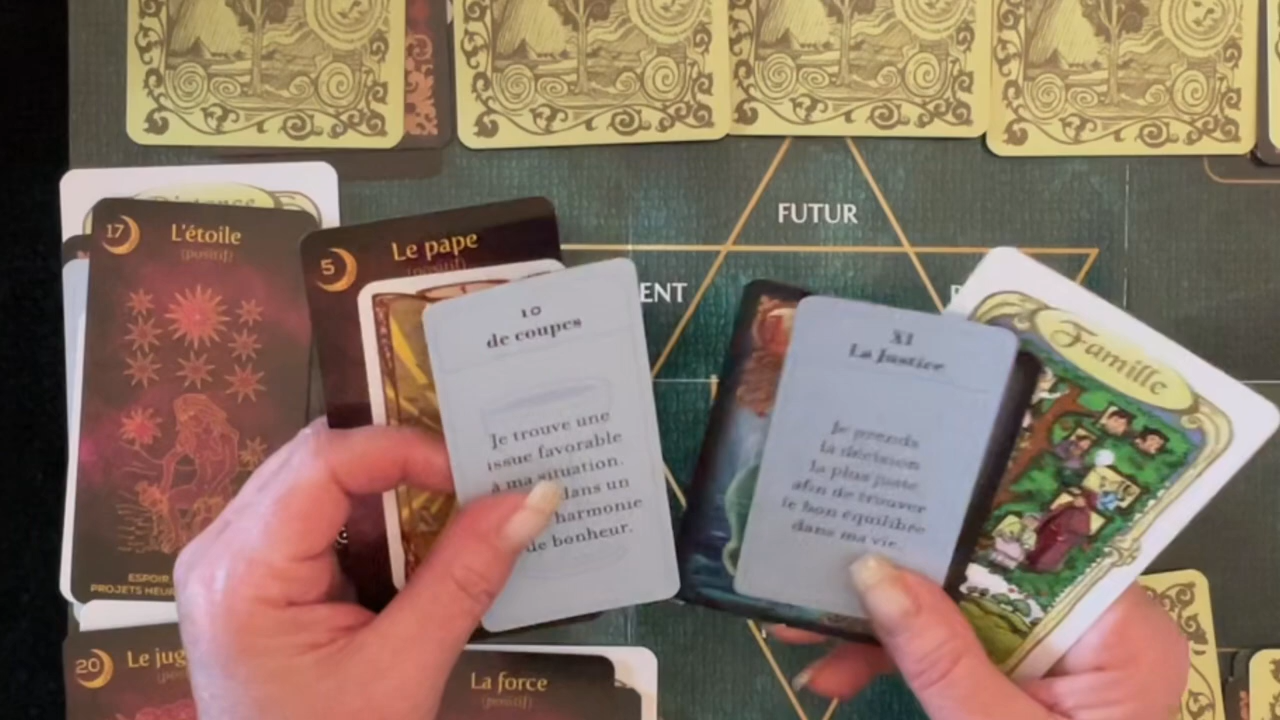 FUTUR
17
L'étoile
(positif)
5
Le pape
(positif)
ENT
10
de coupes
Je trouve une
issue favorable
à ma situation.
dans un
harmonie
de bonheur.
XI
La Justice
Je prends
la décision
la plus juste
afin de trouver
le bon équilibre
dans ma vie.
Famille
ESPOIR
PROJETS HEUR
20
Le jug
La force
(positif)